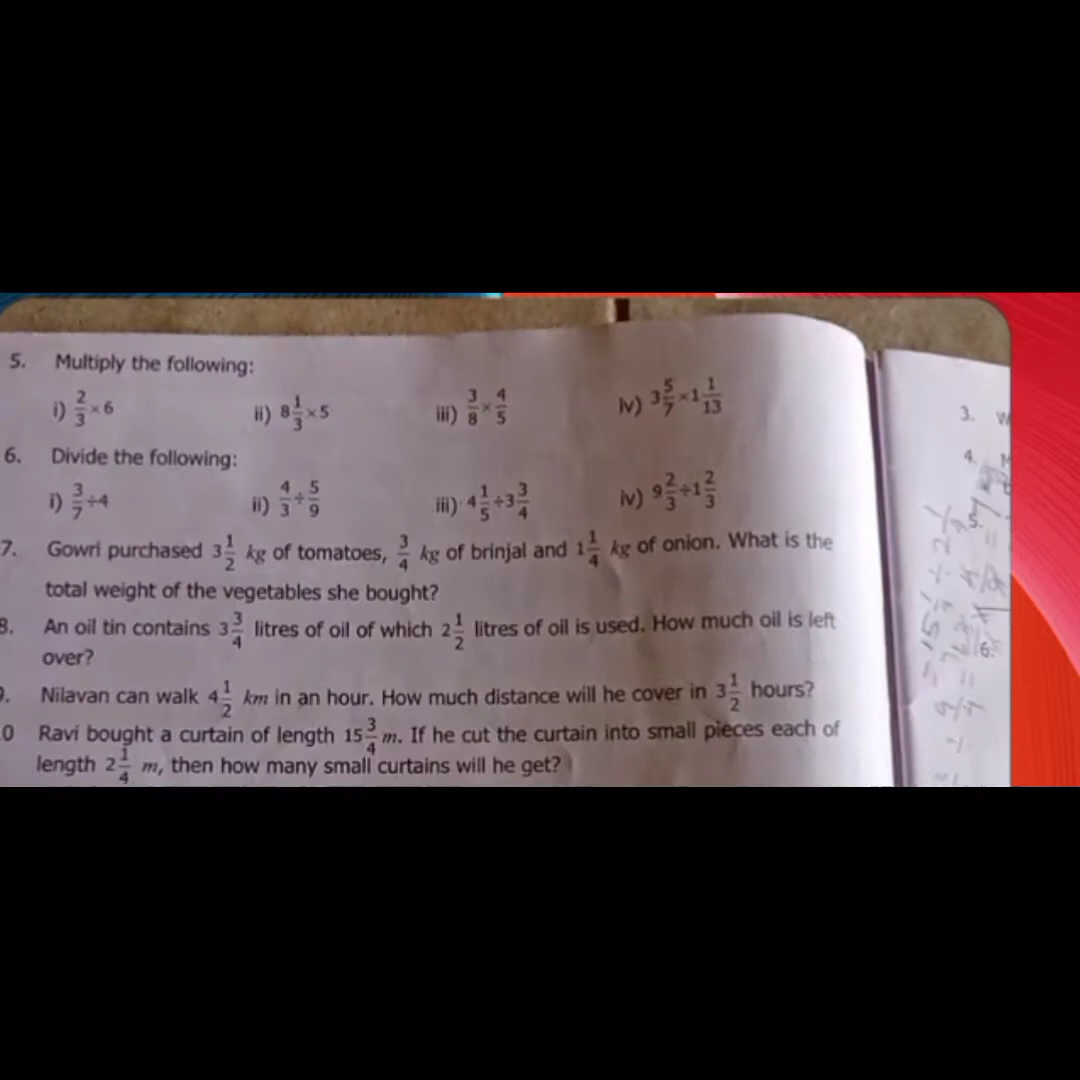 5. Multiply the following:
i) 2/3 × 6 ii) 8 1/3 × 5 iii) 3/8 × 4/5 iv) 3 5/7 × 1 1/13
6. Divide the following:
i) 3/7 ÷ 4 ii) 4/3 ÷ 5/9 iii) 4 1/5 ÷ 3 3/4 iv) 9 2/3 ÷ 1 2/3
7. Gowri purchased 3 1/2 kg of tomatoes, 3/4 kg of brinjal and 1 1/4 kg of onion. What is the
total weight of the vegetables she bought?
8. An oil tin contains 3 3/4 litres of oil of which 2 1/2 litres of oil is used. How much oil is left
over?
. Nilavan can walk 4 1/2 km in an hour. How much distance will he cover in 3 1/2 hours?
0 Ravi bought a curtain of length 15 3/4 m. If he cut the curtain into small pieces each of
length 2 1/4 m, then how many small curtains will he get?
3. W
4. M
5.
6.